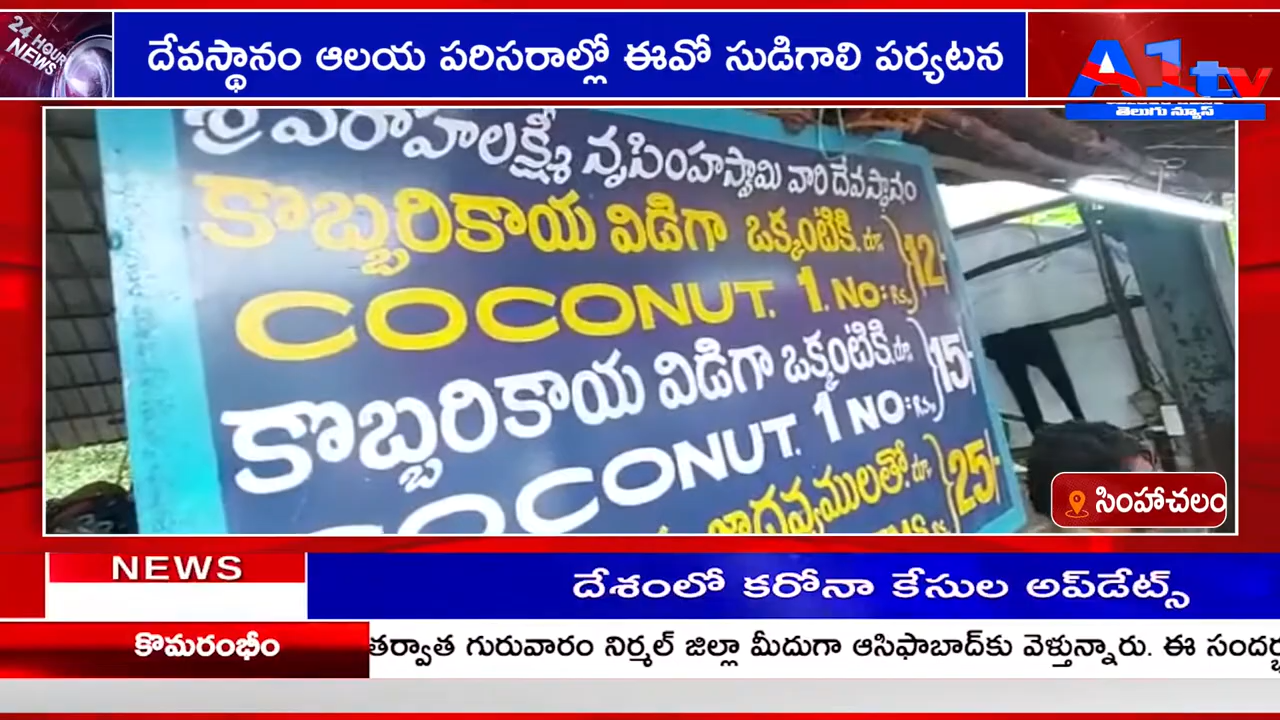 24 HOUR
NEWS
దేవస్థానం ఆలయ పరిసరాల్లో ఈవో సుడిగాలి పర్యటన
A1tv
తెలుగు న్యూస్
శ్రీ వరాహలక్ష్మీ నృసింహస్వామి వారి దేవస్థానం
కొబ్బరికాయ విడిగా ఒక్కంటికి. రూ. 12/-
COCONUT. 1. NO: Rs.
కొబ్బరికాయ విడిగా ఒక్కంటికి. రూ. 15/-
COCONUT. 1 NO: Rs.
రూ. 25/-
సింహాచలం
NEWS
దేశంలో కరోనా కేసుల అప్‌డేట్స్
కొమరంభీం
తర్వాత గురువారం నిర్మల్ జిల్లా మీదుగా ఆసిఫాబాద్‌కు వెళ్తున్నారు. ఈ సందర్భ